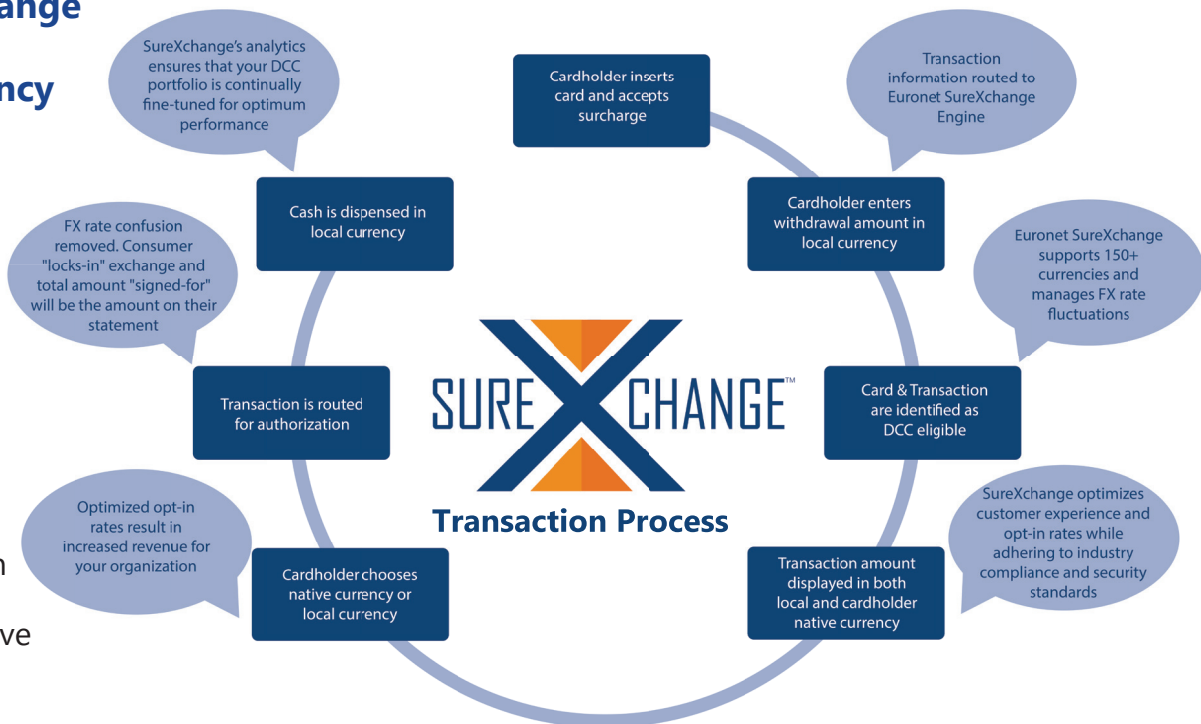 ange
ncy
n
ve
Cardholder inserts
card and accepts
surcharge
Transaction
information routed to
Euronet SureXchange
Engine
Cardholder enters
withdrawal amount in
local currency
Euronet SureXchange
supports 150+
currencies and
manages FX rate
fluctuations
Card & Transaction
are identified as
DCC eligible
SureXchange optimizes
customer experience and
opt-in rates while
adhering to industry
compliance and security
standards
Transaction amount
displayed in both
local and cardholder
native currency
Cardholder chooses
native currency or
local currency
Optimized opt-in
rates result in
increased revenue for
your organization
Transaction is routed
for authorization
FX rate confusion
removed. Consumer
"locks-in" exchange and
total amount "signed-for"
will be the amount on their
statement
Cash is dispensed in
local currency
SureXchange's analytics
ensures that your DCC
portfolio is continually
fine-tuned for optimum
performance
SUREXCHANGE™
Transaction Process